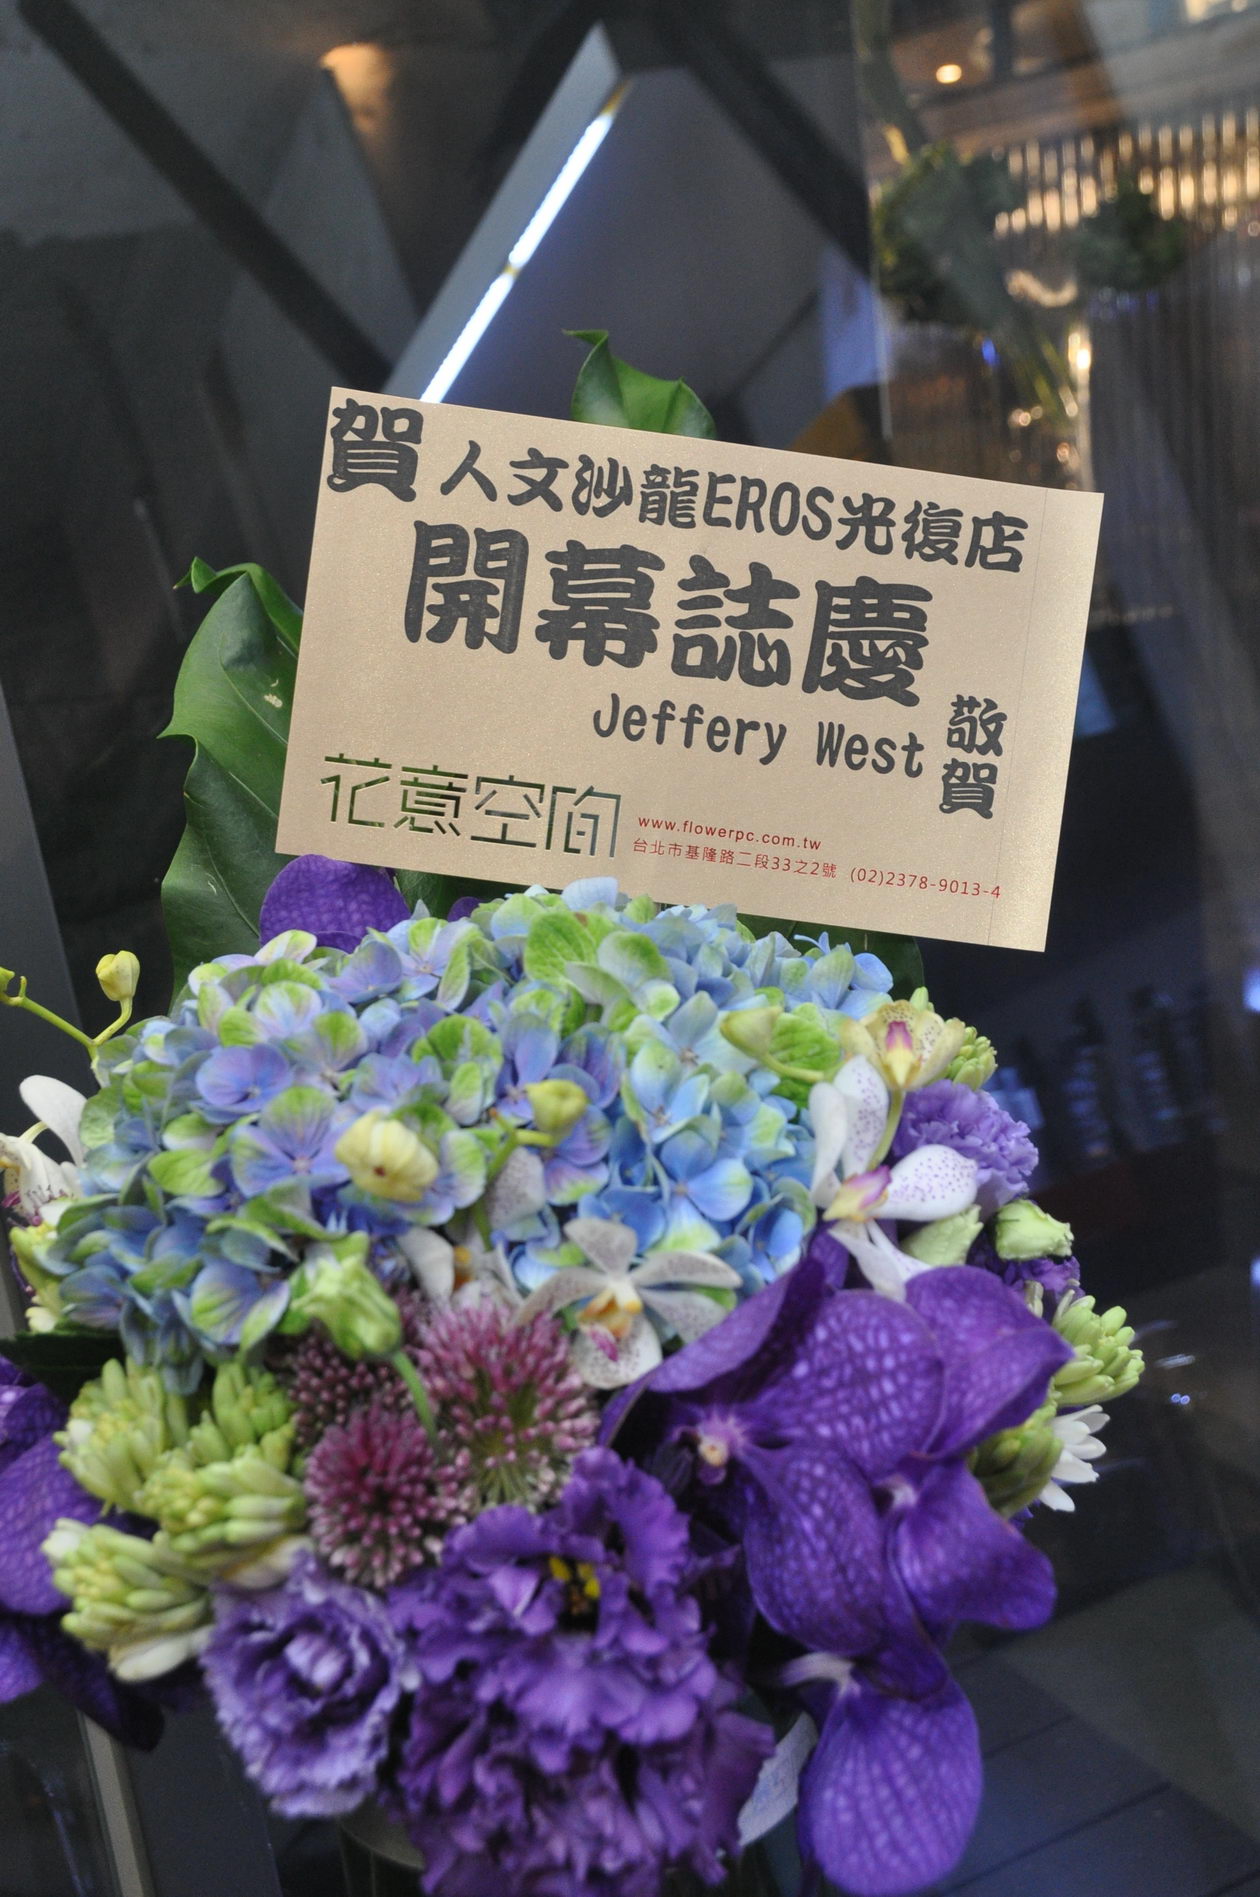 賀 人文沙龍EROS光復店
開幕誌慶
Jeffery West 敬賀
花意空間
www.flowerpc.com.tw
台北市基隆路二段33之2號 (02)2378-9013-4